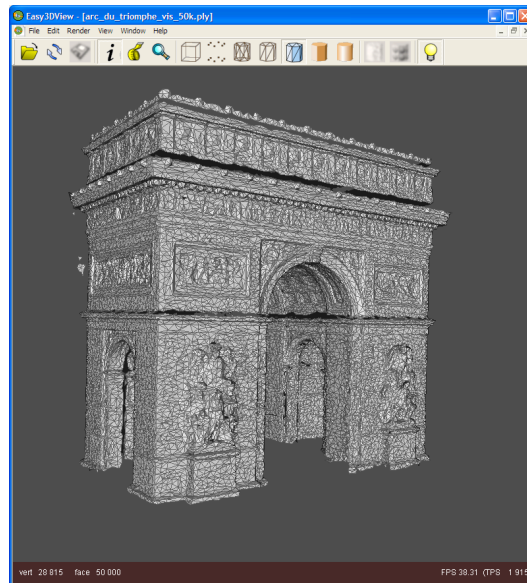 Easy3DView - [arc_du_triomphe_vis_50k.ply]
File Edit Render View Window Help
vert 28 815 face 50 000 FPS 38.31 (TPS 1 915